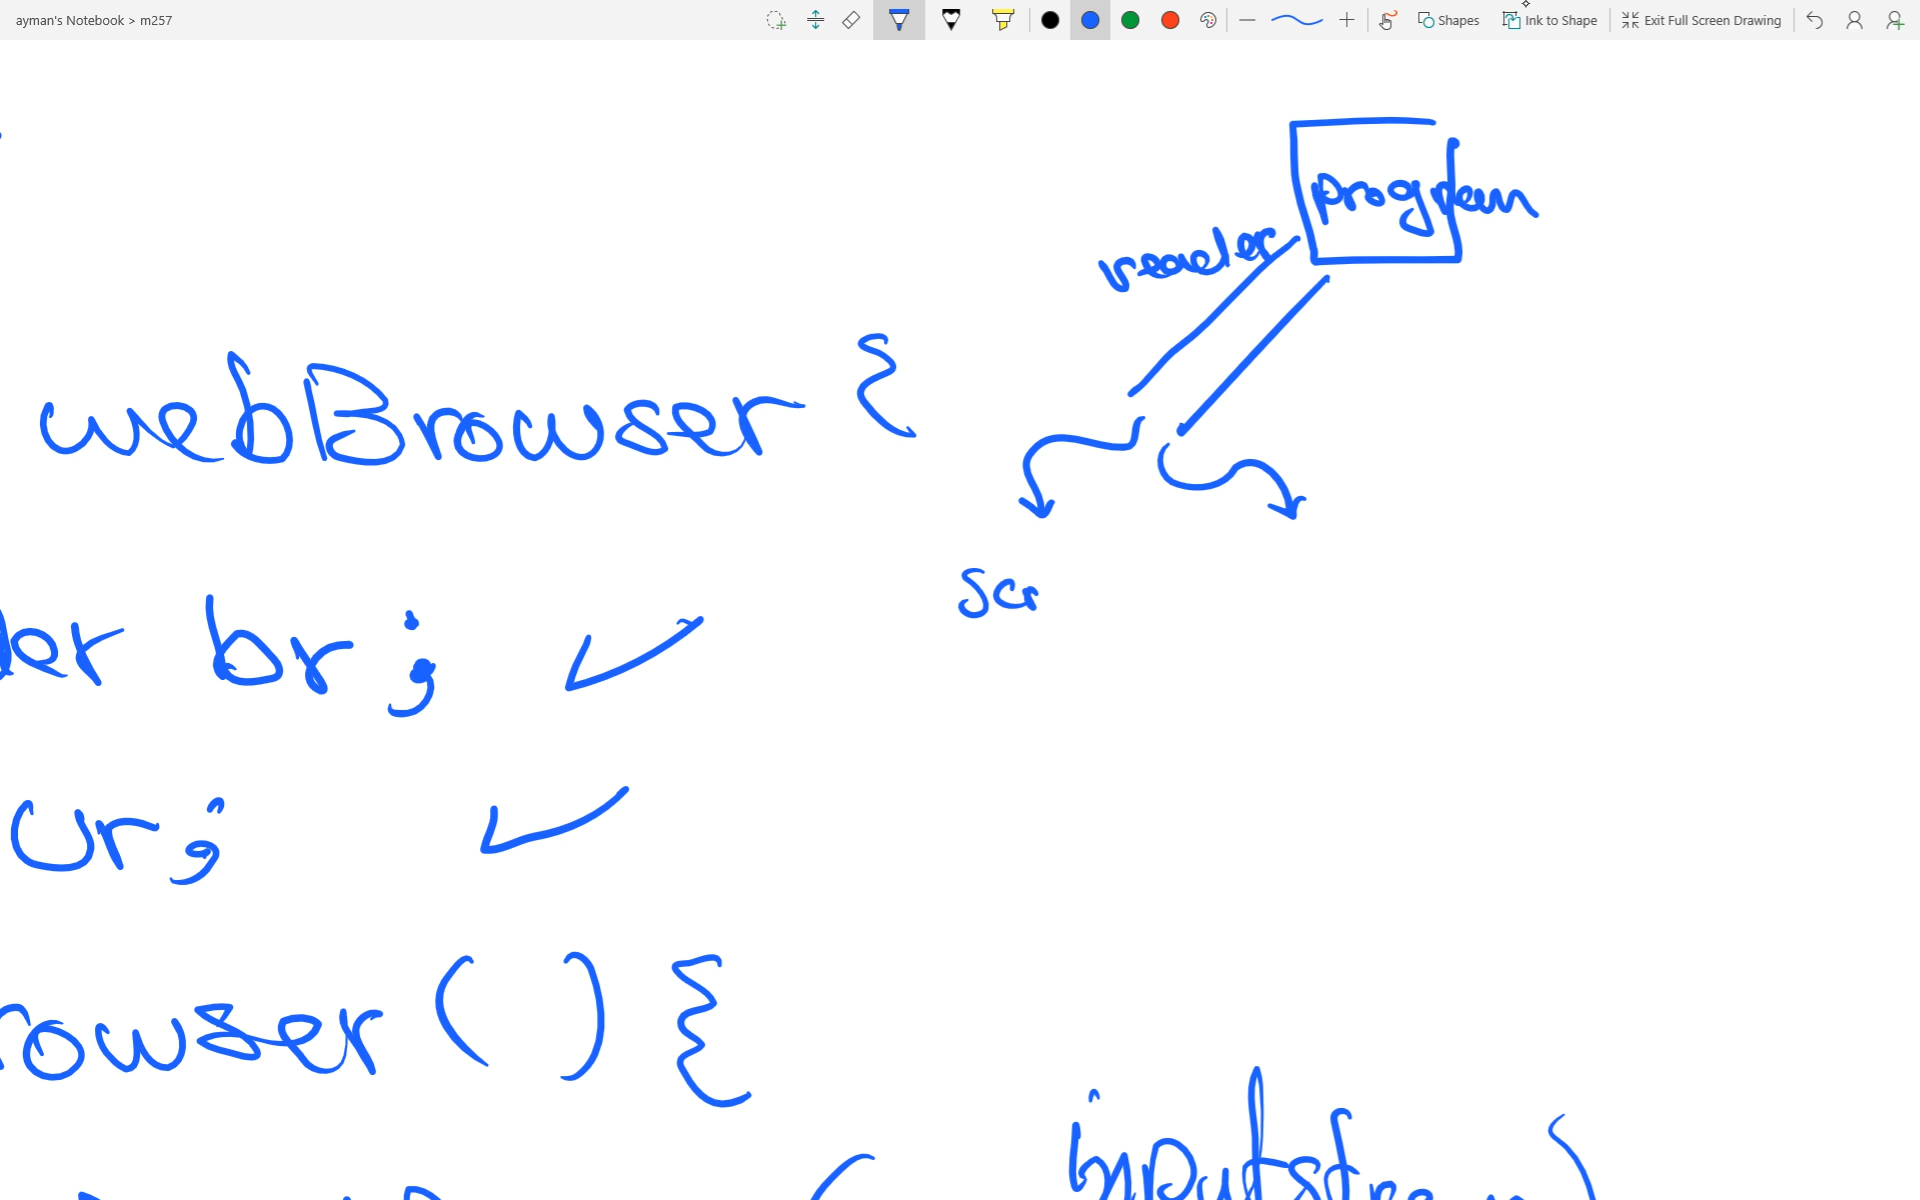 ayman's Notebook > m257
Shapes
Ink to Shape
Exit Full Screen Drawing
program
reader
webBrowser {
Scr
der br ;
ur;
rowser ( ) {
( inputstream )